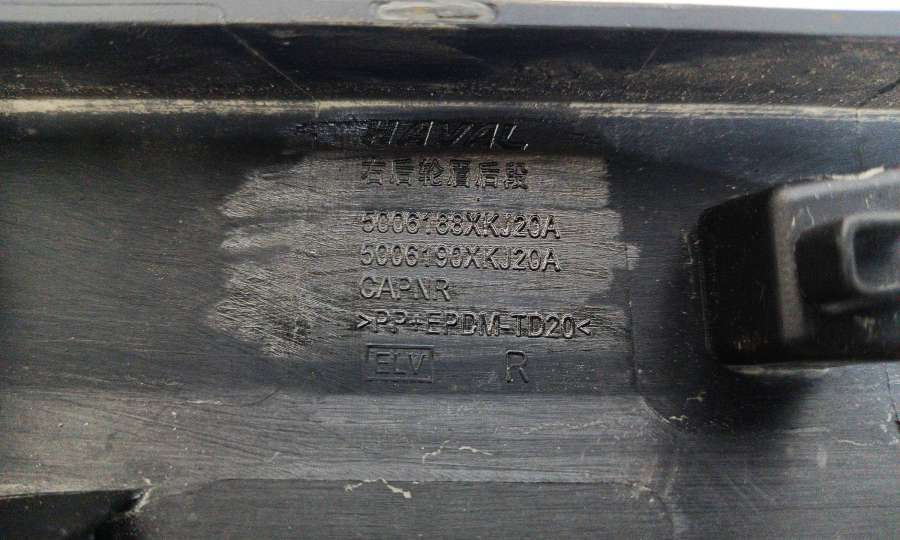 HAVAL
右后轮眉后段
5006188XKJ20A
5006190XKJ20A
CAPNR
>PP+EPDM-TD20<
ELV R